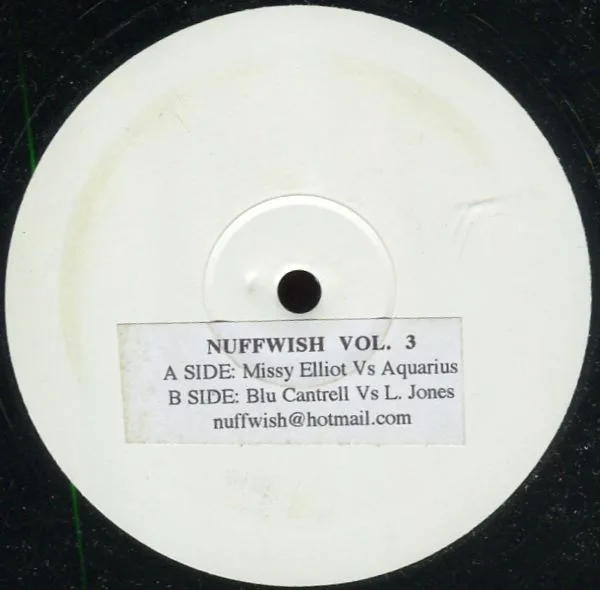 NUFFWISH VOL. 3
A SIDE: Missy Elliot Vs Aquarius
B SIDE: Blu Cantrell Vs L. Jones
nuffwish@hotmail.com